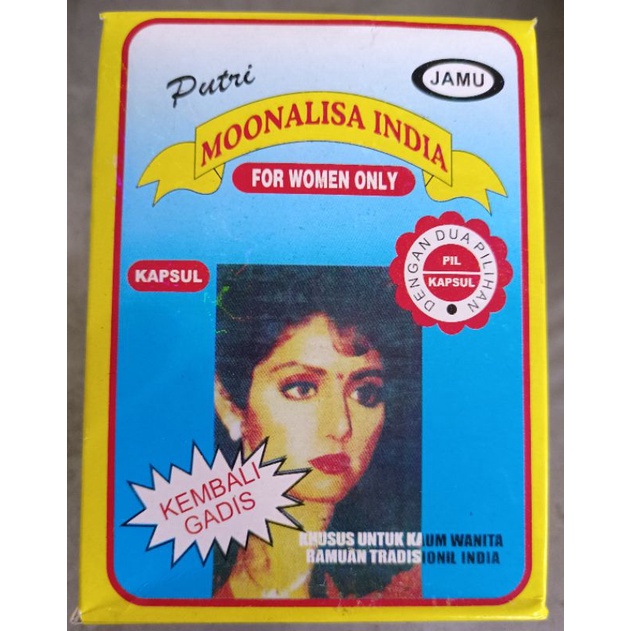 Putri
JAMU
MOONALISA INDIA
FOR WOMEN ONLY
DENGAN DUA PILIHAN
PIL
KAPSUL
KAPSUL
KEMBALI
GADIS
KHUSUS UNTUK KAUM WANITA
RAMUAN TRADISIONIL INDIA